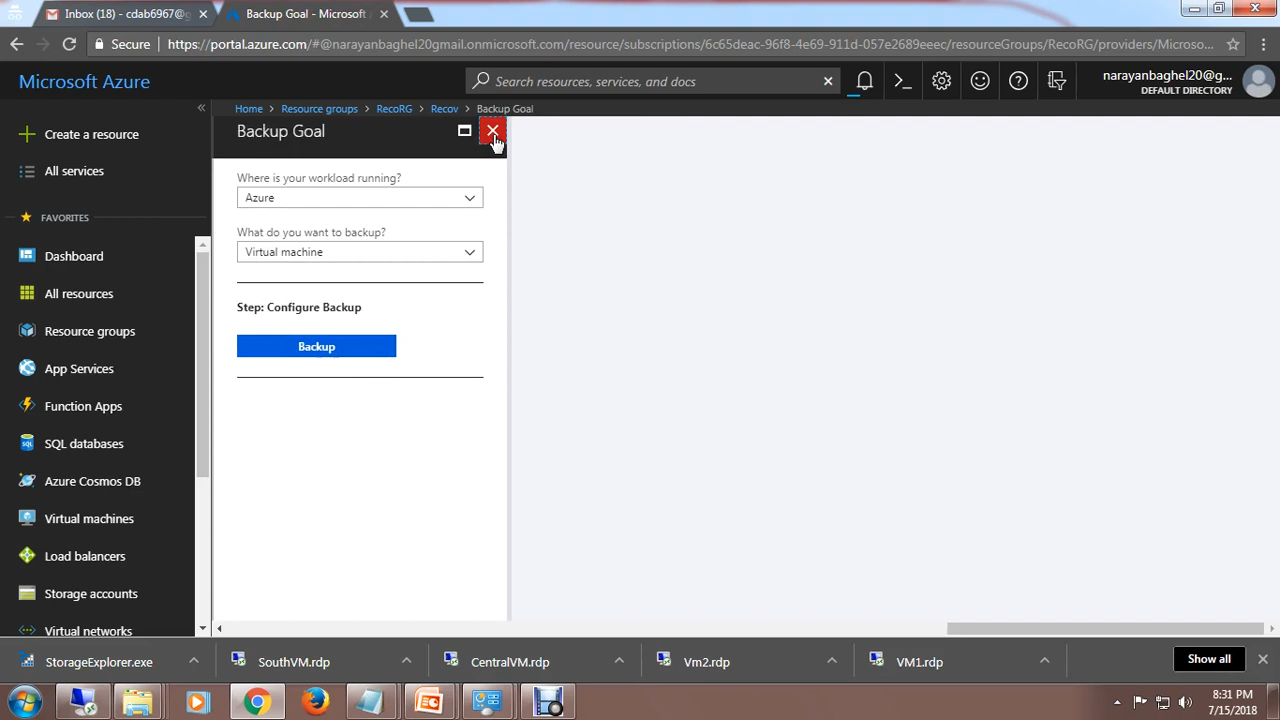 Inbox (18) - cdab6967@
Backup Goal - Microsoft
Secure
https://portal.azure.com/#@narayanbaghel20gmail.onmicrosoft.com/resource/subscriptions/6c65deac-96f8-4e69-911d-057e2689eeec/resourceGroups/RecoRG/providers/Microso...
Microsoft Azure
Search resources, services, and docs
narayanbaghel20@g...
DEFAULT DIRECTORY
Home > Resource groups > RecoRG > Recov > Backup Goal
Create a resource
All services
FAVORITES
Dashboard
All resources
Resource groups
App Services
Function Apps
SQL databases
Azure Cosmos DB
Virtual machines
Load balancers
Storage accounts
Virtual networks
Backup Goal
Where is your workload running?
Azure
What do you want to backup?
Virtual machine
Step: Configure Backup
Backup
StorageExplorer.exe
SouthVM.rdp
CentralVM.rdp
Vm2.rdp
VM1.rdp
Show all
8:31 PM
7/15/2018